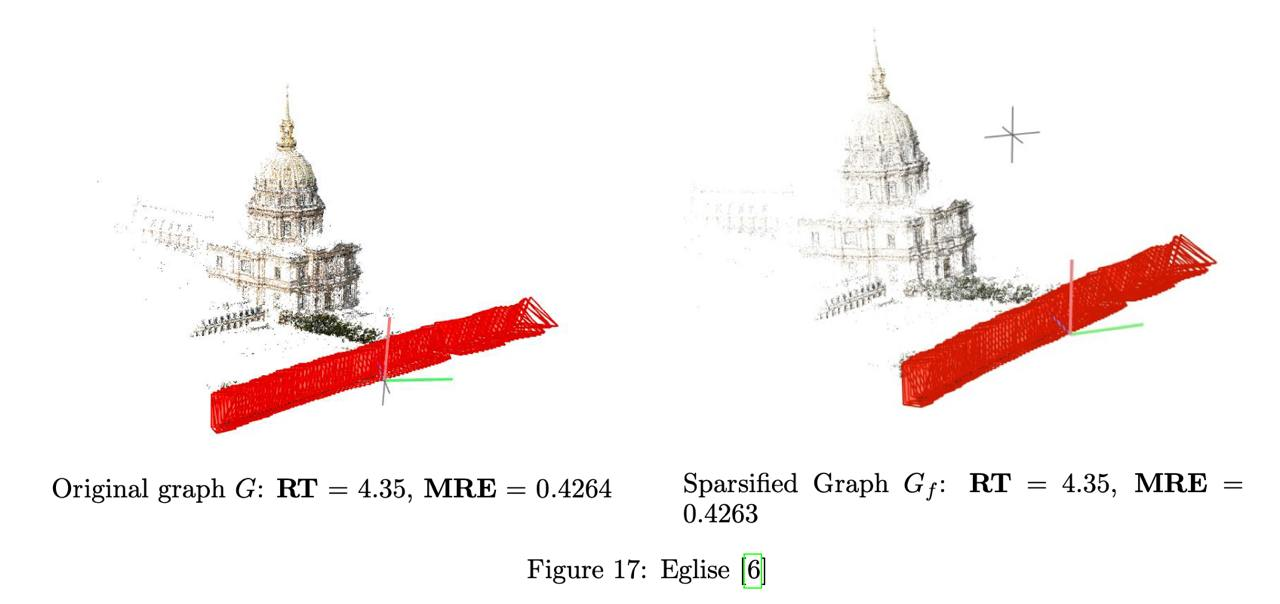 Original graph G: RT = 4.35, MRE = 0.4264
Sparsified Graph G_f: RT = 4.35, MRE =
0.4263
Figure 17: Eglise [6]